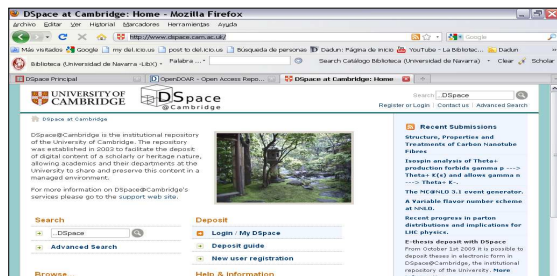 DSpace at Cambridge: Home - Mozilla Firefox
Archivo Editar Ver Historial Marcadores Herramientas Ayuda
http://www.dspace.cam.ac.uk/
Google
Más visitados Google my del.icio.us post to del.icio.us Búsqueda de personas Dadun: Página de inicio YouTube - La Bibliotec... Dadun
Biblioteca (Universidad de Navarra -LibX) Palabra Search Catálogo Biblioteca (Universidad de Navarra) Clear Scholar
DSpace Principal OpenDOAR - Open Access Repo... DSpace at Cambridge: Home
UNIVERSITY OF
CAMBRIDGE
DSpace
@Cambridge
Search ..DSpace
Register or Login | Contact us | Advanced Search
DSpace at Cambridge
DSpace@Cambridge is the institutional repository
of the University of Cambridge. The repository
was established in 2003 to facilitate the deposit
of digital content of a scholarly or heritage nature,
allowing academics and their departments at the
University to share and preserve this content in a
managed environment.
For more information on DSpace@Cambridge's
services please go to the support web site.
Search
..DSpace
Advanced Search
Browse...
Deposit
Login / My DSpace
Deposit guide
New user registration
Help & Information
Recent Submissions
Structure, Properties and
Treatments of Carbon Nanotube
Fibres
Isospin analysis of Theta+
production forbids gamma p --->
Theta+ K(s) and allows gamma n
---> Theta+ K-.
The MC@NLO 3.1 event generator.
A Variable flavor number scheme
at NNLO.
Recent progress in parton
distributions and implications for
LHC physics.
E-thesis deposit with DSpace
From October 1st 2009 it is possible to
deposit theses in electronic form in
DSpace@Cambridge, the institutional
repository of the University. More